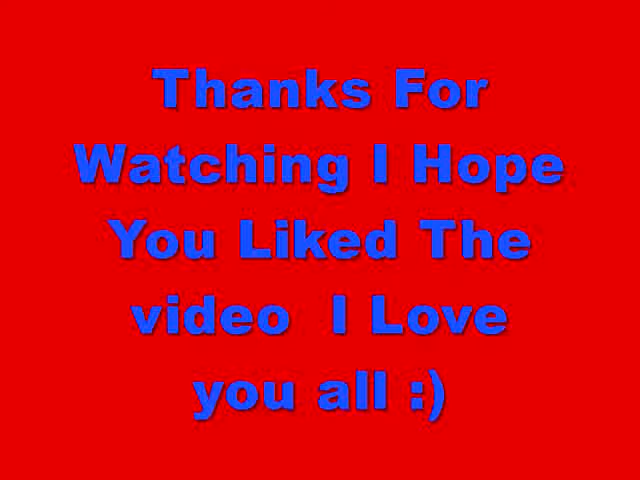 Thanks For
Watching I Hope
You Liked The
video  I Love
you all :)